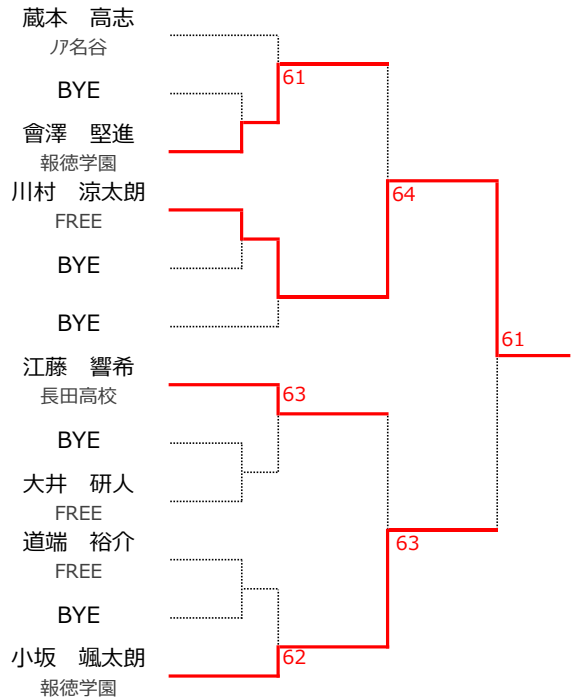 蔵本　高志
ﾉｱ名谷
BYE
會澤　堅進
報徳学園
川村　涼太朗
FREE
BYE
BYE
江藤　響希
長田高校
BYE
大井　研人
FREE
道端　裕介
FREE
BYE
小坂　颯太朗
報徳学園
61
64
61
63
63
62